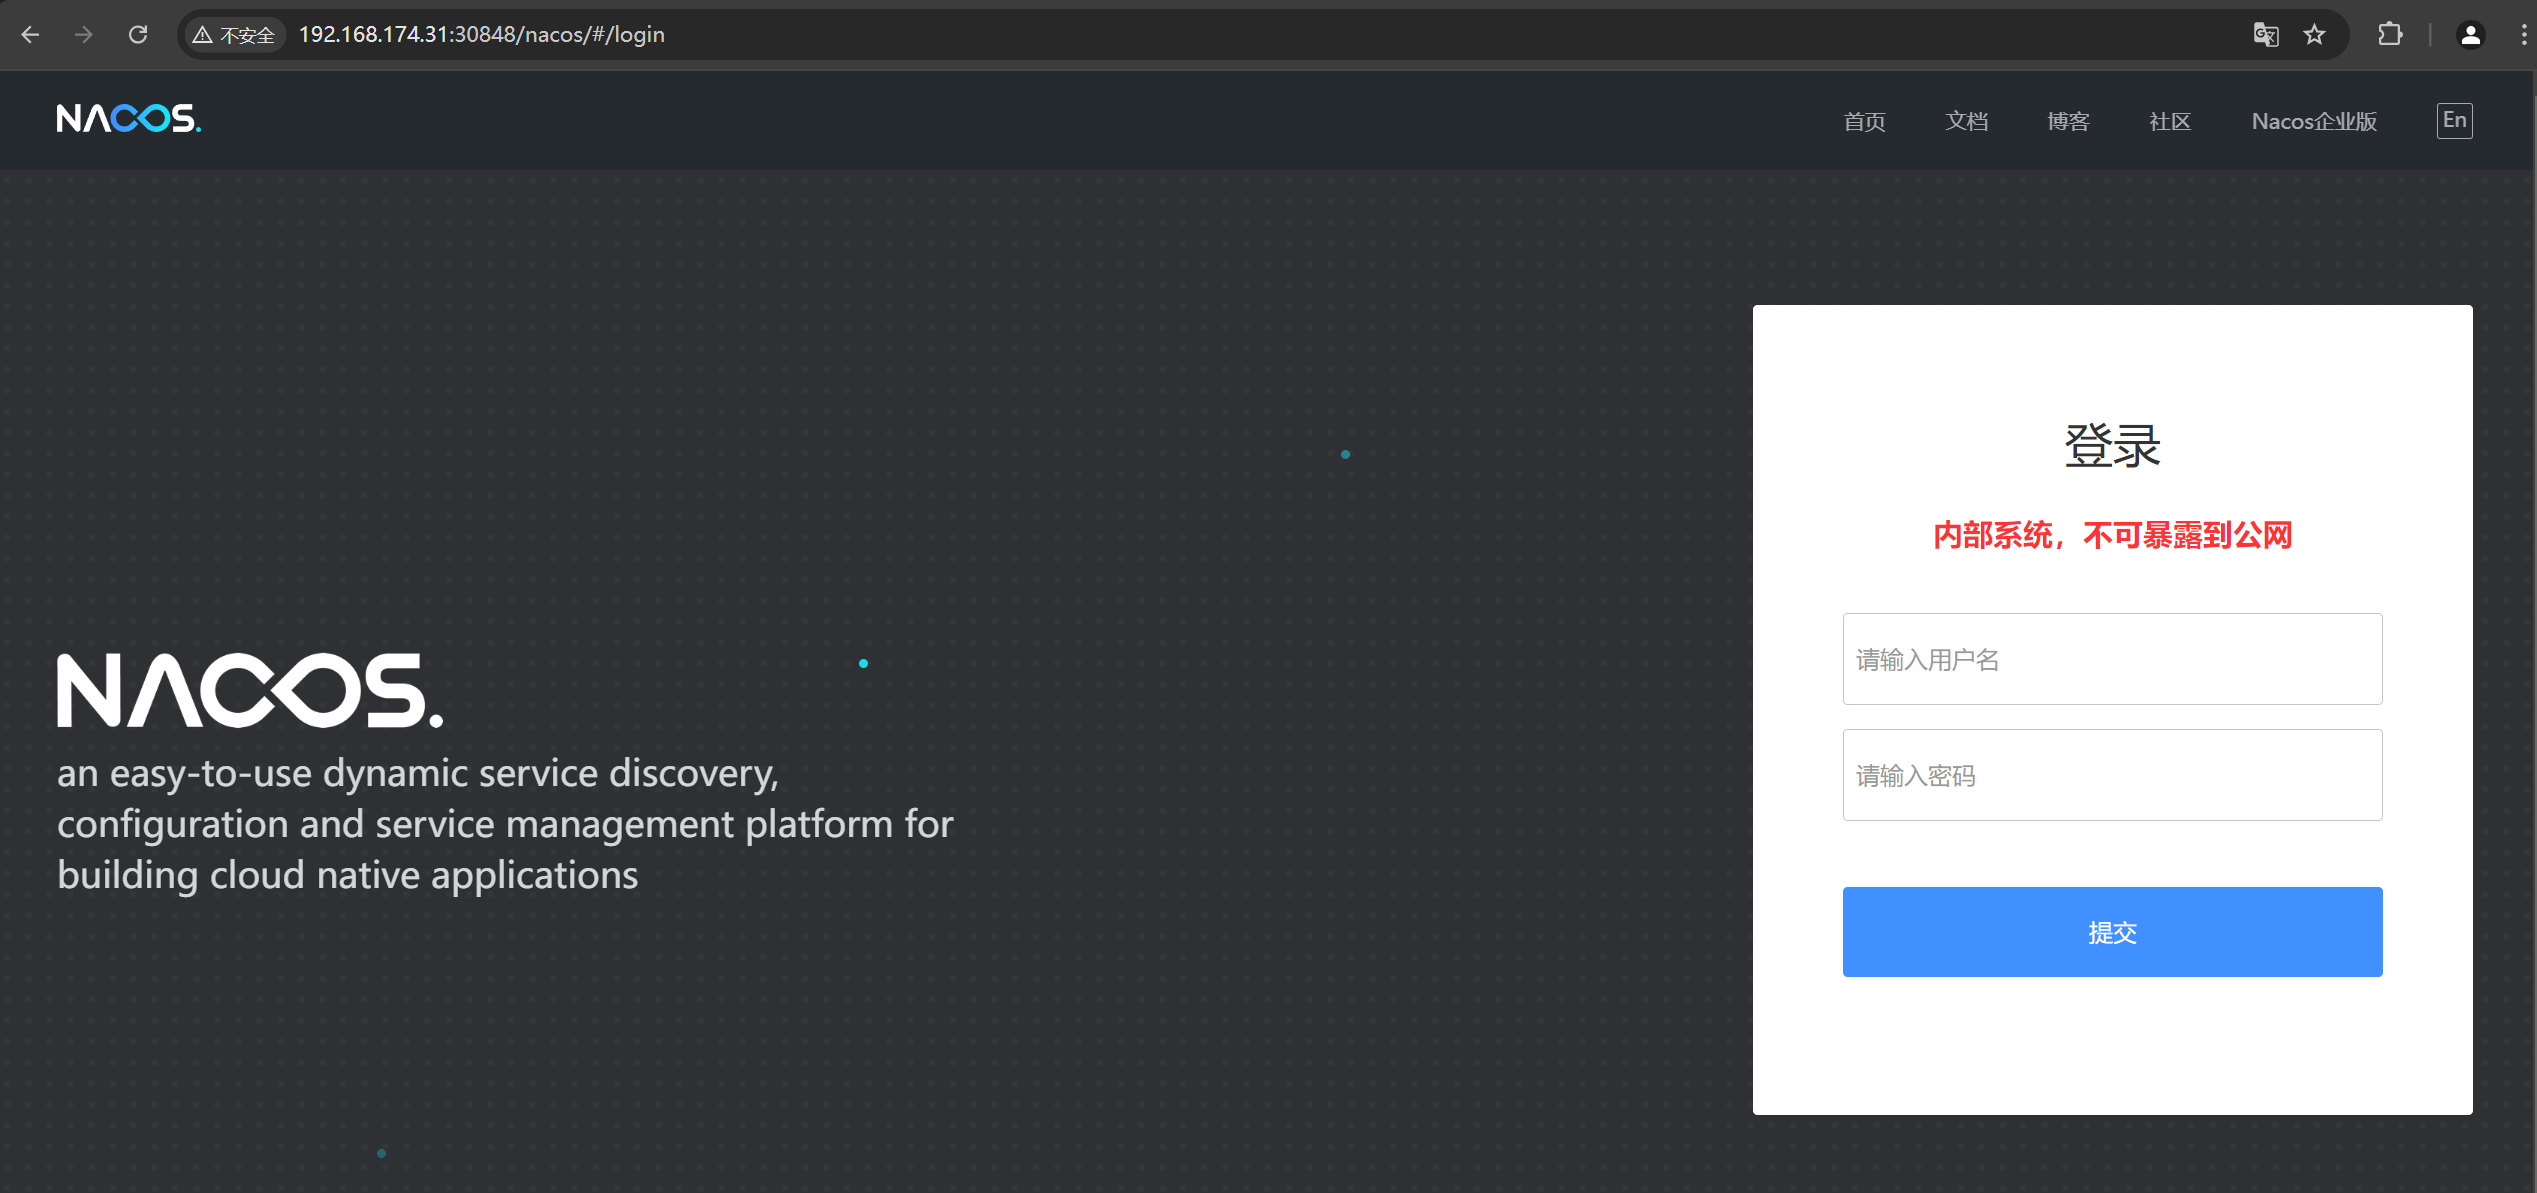 不安全 192.168.174.31:30848/nacos/#/login
NACOS.
首页 文档 博客 社区 Nacos企业版 En
登录
内部系统，不可暴露到公网
请输入用户名
请输入密码
提交
NACOS.
an easy-to-use dynamic service discovery,
configuration and service management platform for
building cloud native applications